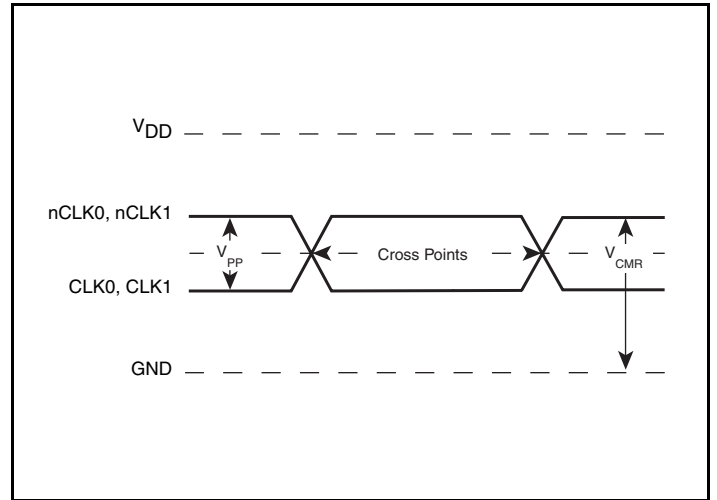 VDD
nCLK0, nCLK1
VPP
Cross Points
VCMR
CLK0, CLK1
GND